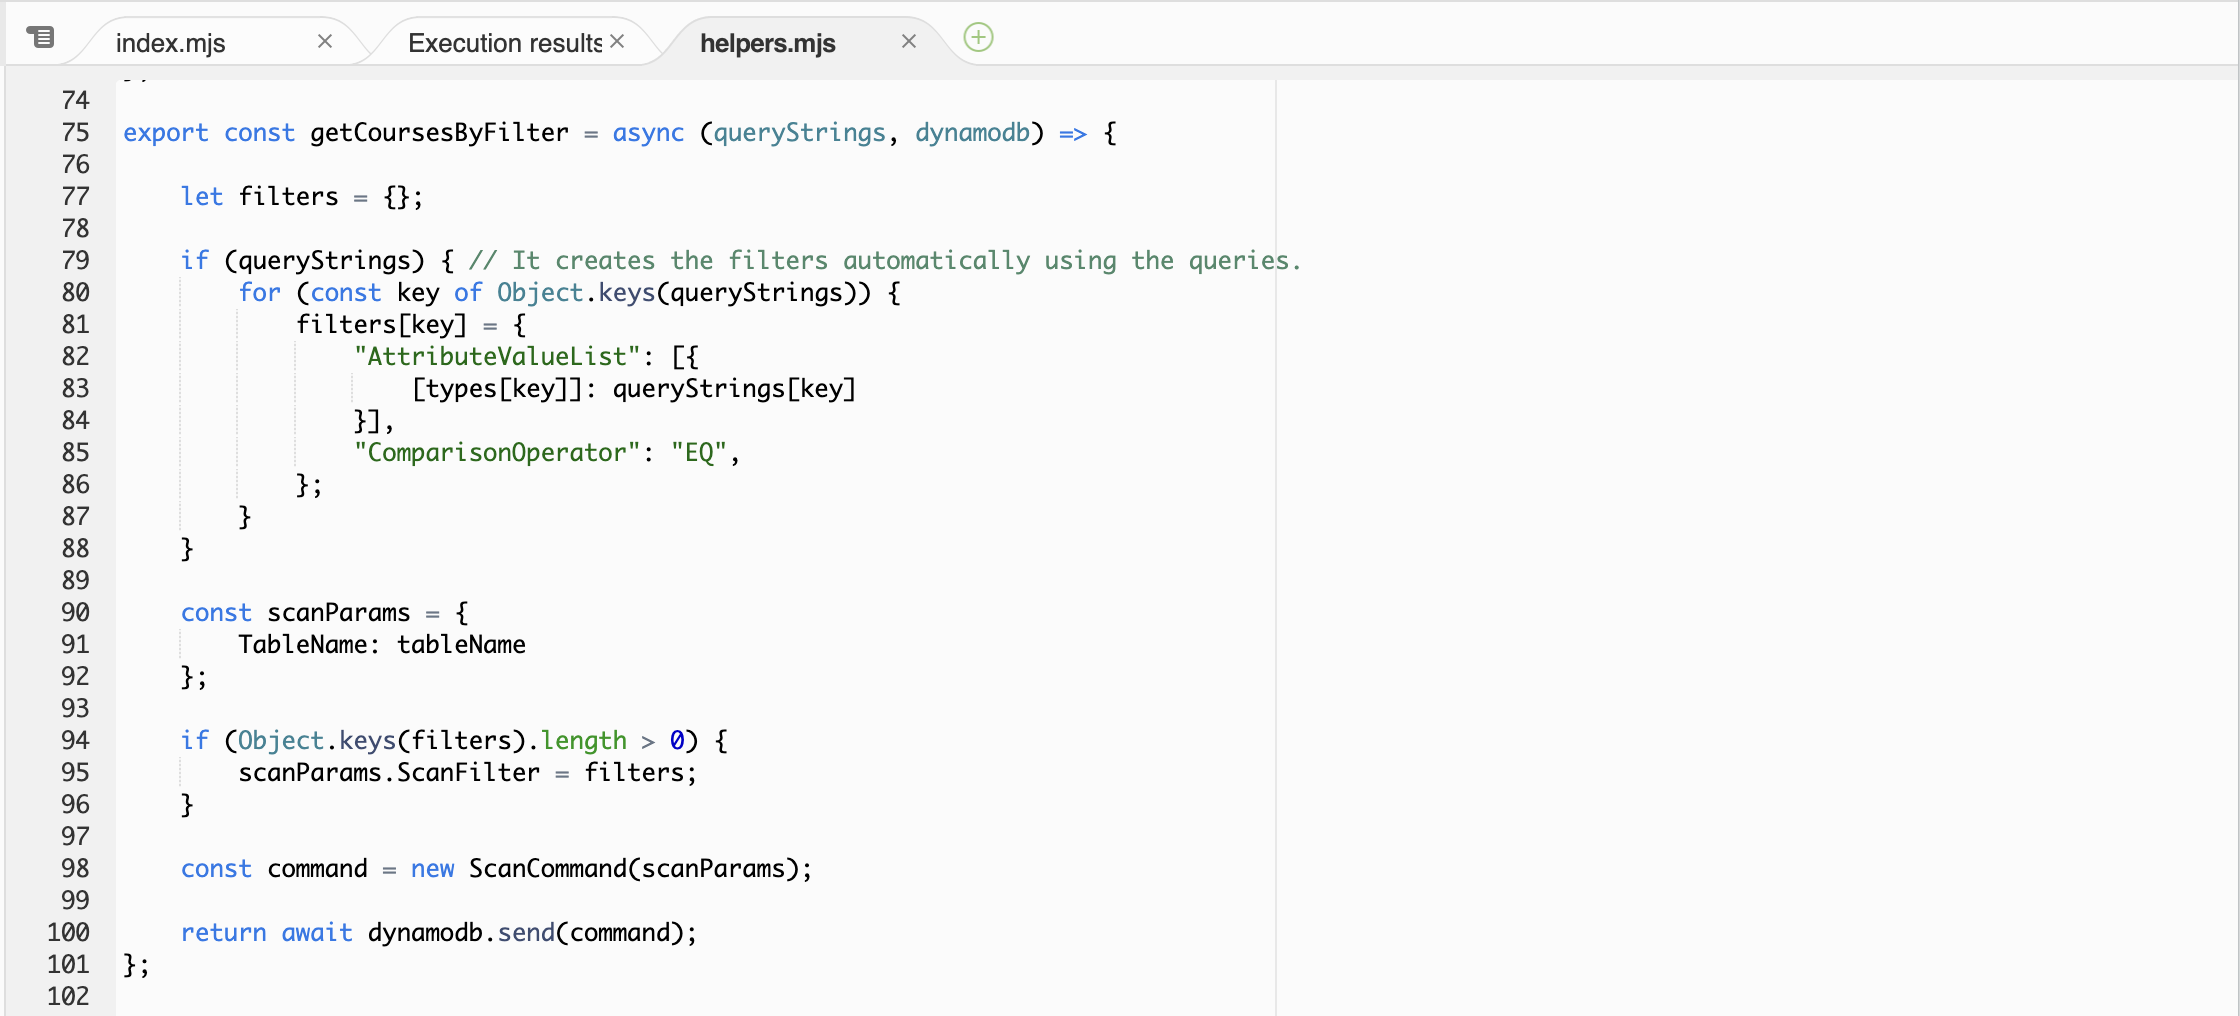 index.mjs × Execution results × helpers.mjs ×
74
75 export const getCoursesByFilter = async (queryStrings, dynamodb) => {
76
77     let filters = {};
78
79     if (queryStrings) { // It creates the filters automatically using the queries.
80         for (const key of Object.keys(queryStrings)) {
81             filters[key] = {
82                 "AttributeValueList": [{
83                     [types[key]]: queryStrings[key]
84                 }],
85                 "ComparisonOperator": "EQ",
86             };
87         }
88     }
89
90     const scanParams = {
91         TableName: tableName
92     };
93
94     if (Object.keys(filters).length > 0) {
95         scanParams.ScanFilter = filters;
96     }
97
98     const command = new ScanCommand(scanParams);
99
100     return await dynamodb.send(command);
101 };
102